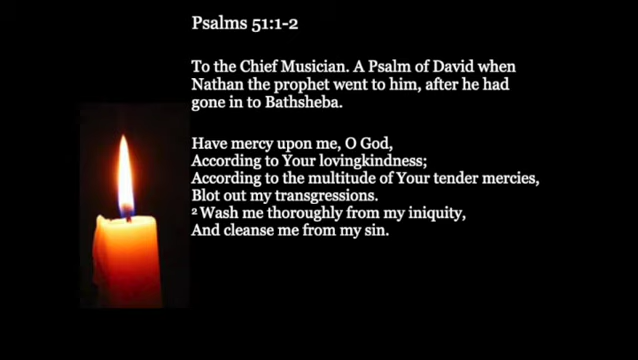 Psalms 51:1-2
To the Chief Musician. A Psalm of David when
Nathan the prophet went to him, after he had
gone in to Bathsheba.
Have mercy upon me, O God,
According to Your lovingkindness;
According to the multitude of Your tender mercies,
Blot out my transgressions.
² Wash me thoroughly from my iniquity,
And cleanse me from my sin.